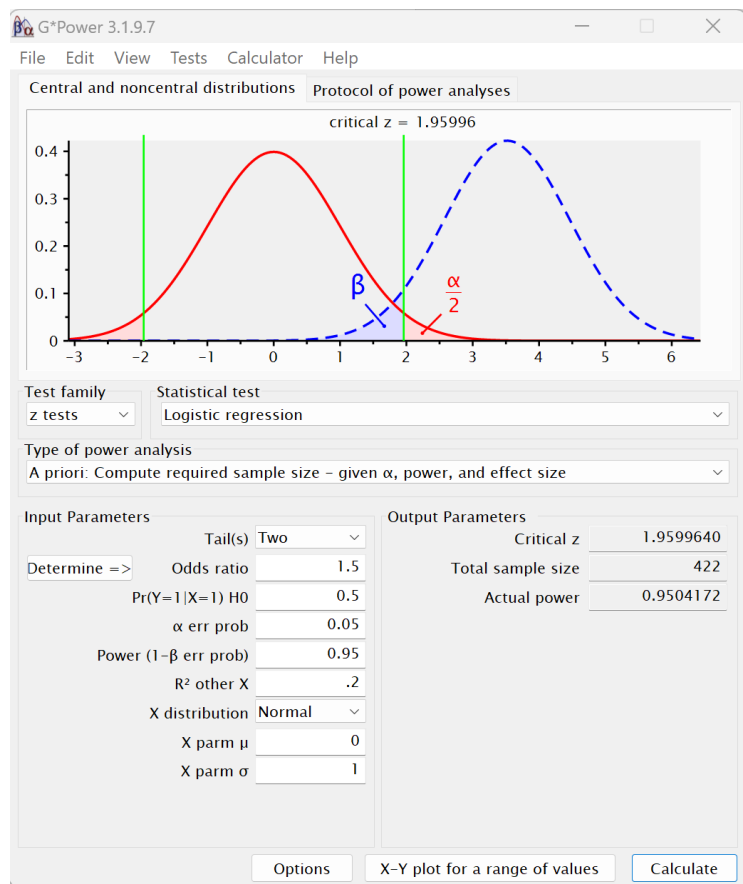 βα G*Power 3.1.9.7
File Edit View Tests Calculator Help
Central and noncentral distributions Protocol of power analyses
critical z = 1.95996
0.4
0.3
0.2
0.1
0
β
α
2
-3 -2 -1 0 1 2 3 4 5 6
Test family Statistical test
z tests Logistic regression
Type of power analysis
A priori: Compute required sample size - given α, power, and effect size
Input Parameters Output Parameters
Tail(s) Two Critical z 1.9599640
Determine => Odds ratio 1.5 Total sample size 422
Pr(Y=1|X=1) H0 0.5 Actual power 0.9504172
α err prob 0.05
Power (1-β err prob) 0.95
R² other X .2
X distribution Normal
X parm μ 0
X parm σ 1
Options X-Y plot for a range of values Calculate